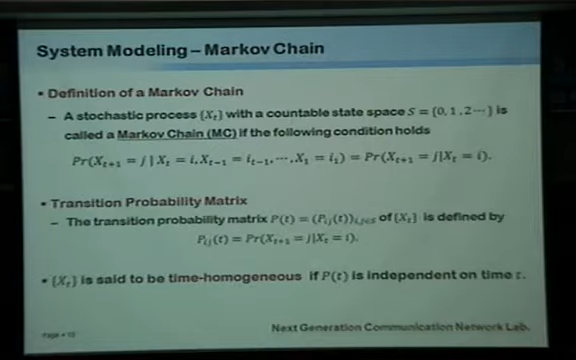 System Modeling – Markov Chain
• Definition of a Markov Chain
– A stochastic process {X_t} with a countable state space S = {0, 1, 2 ⋯} is
called a Markov Chain (MC) if the following condition holds
Pr(X_{t+1} = j | X_t = i, X_{t−1} = i_{t−1}, ⋯, X_1 = i_1) = Pr(X_{t+1} = j|X_t = i).
• Transition Probability Matrix
– The transition probability matrix P(t) = (P_{ij}(t))_{i,j∈S} of {X_t} is defined by
P_{ij}(t) = Pr(X_{t+1} = j|X_t = i).
• {X_t} is said to be time-homogeneous if P(t) is independent on time t.
Next Generation Communication Network Lab.